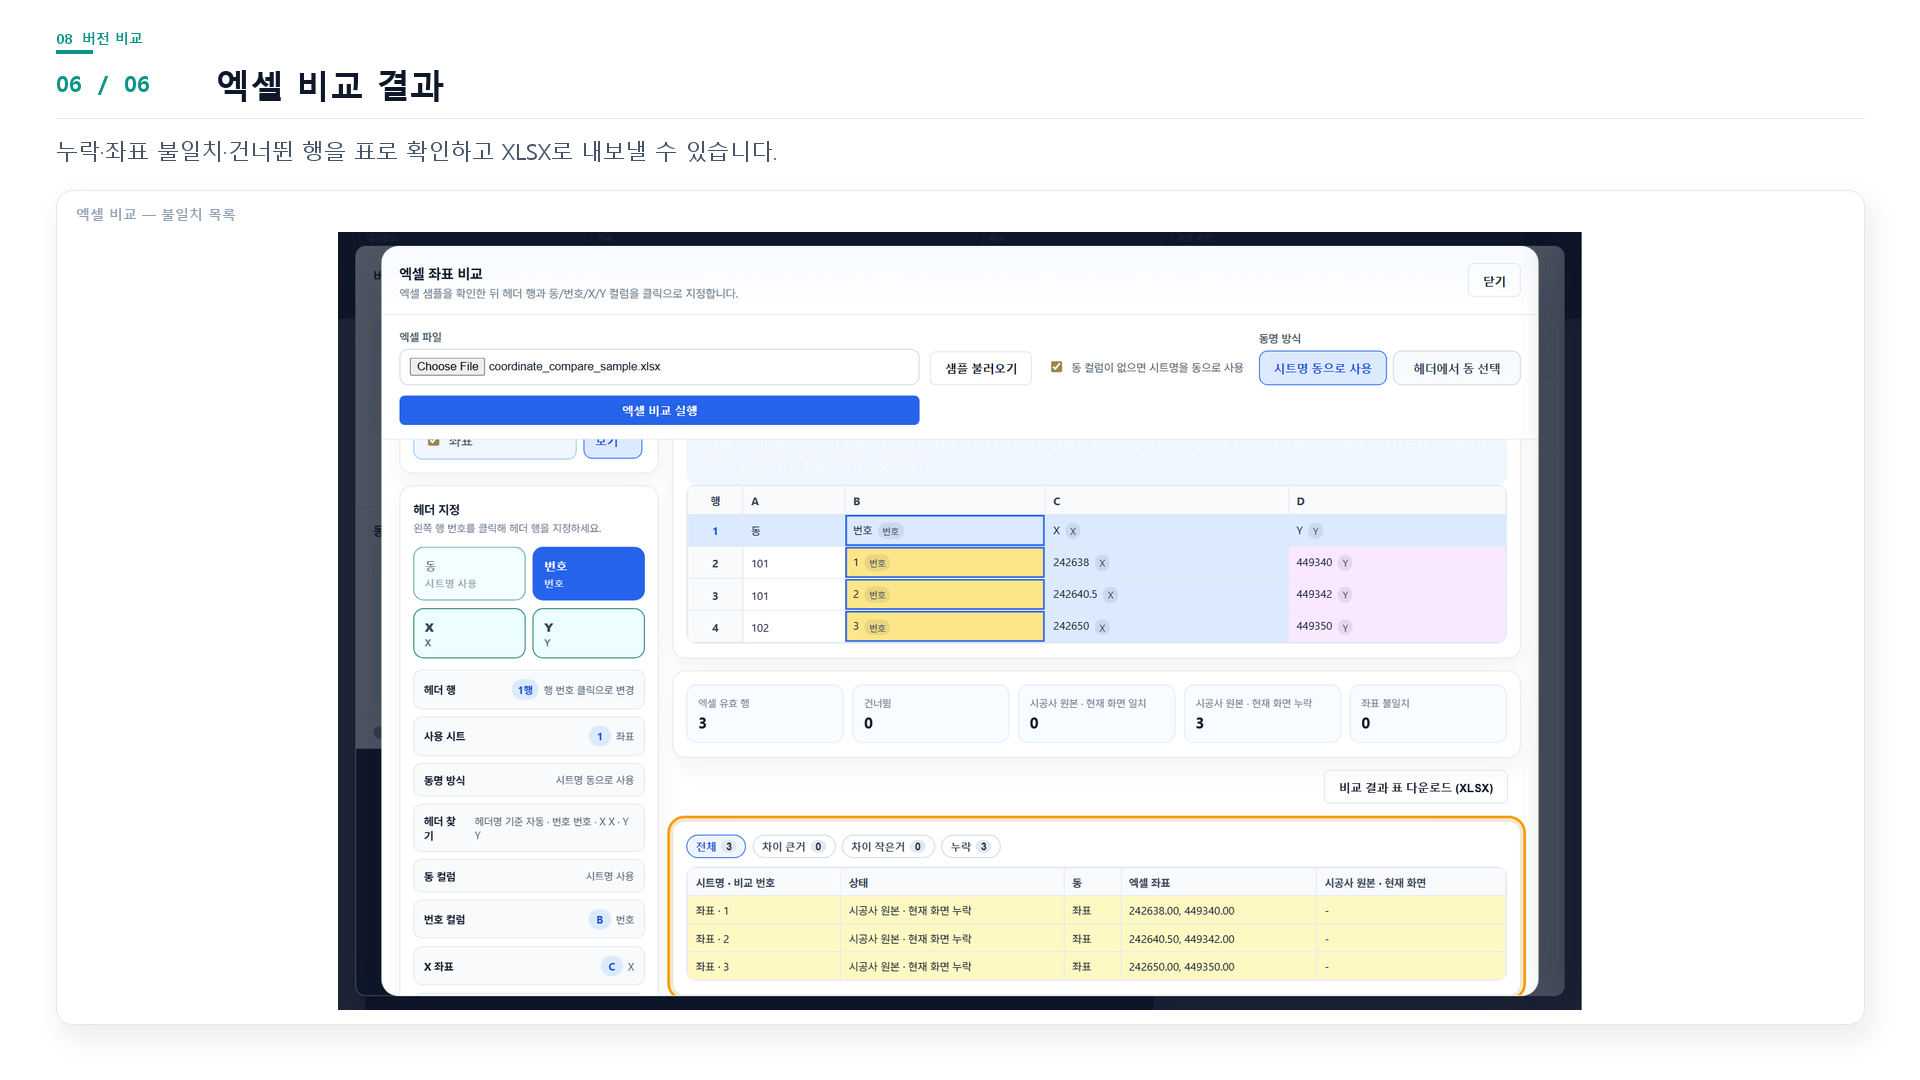 08 버전 비교
06 / 06 엑셀 비교 결과
누락·좌표 불일치·건너뛴 행을 표로 확인하고 XLSX로 내보낼 수 있습니다.
엑셀 비교 — 불일치 목록
엑셀 좌표 비교
엑셀 샘플을 확인한 뒤 헤더 행과 동/번호/X/Y 컬럼을 클릭으로 지정합니다.
닫기
엑셀 파일
동명 방식
Choose File coordinate_compare_sample.xlsx
샘플 불러오기
동 컬럼이 없으면 시트명을 동으로 사용
시트명 동으로 사용
헤더에서 동 선택
엑셀 비교 실행
좌표
보기
헤더 지정
왼쪽 행 번호를 클릭해 헤더 행을 지정하세요.
동
시트명 사용
번호
번호
X
X
Y
Y
헤더 행 1행 행 번호 클릭으로 변경
사용 시트 1 좌표
동명 방식 시트명 동으로 사용
헤더 찾기 헤더명 기준 자동 · 번호 번호 · X X · Y Y
동 컬럼 시트명 사용
번호 컬럼 B 번호
X 좌표 C X
행 A B C D
1 동 번호 번호 X X Y Y
2 101 1 번호 242638 X 449340 Y
3 101 2 번호 242640.5 X 449342 Y
4 102 3 번호 242650 X 449350 Y
엑셀 유효 행
3
건너뜀
0
시공사 원본 · 현재 화면 일치
0
시공사 원본 · 현재 화면 누락
3
좌표 불일치
0
비교 결과 표 다운로드 (XLSX)
전체 3 차이 큰거 0 차이 작은거 0 누락 3
시트명 · 비교 번호 상태 동 엑셀 좌표 시공사 원본 · 현재 화면
좌표 · 1 시공사 원본 · 현재 화면 누락 좌표 242638.00, 449340.00 -
좌표 · 2 시공사 원본 · 현재 화면 누락 좌표 242640.50, 449342.00 -
좌표 · 3 시공사 원본 · 현재 화면 누락 좌표 242650.00, 449350.00 -